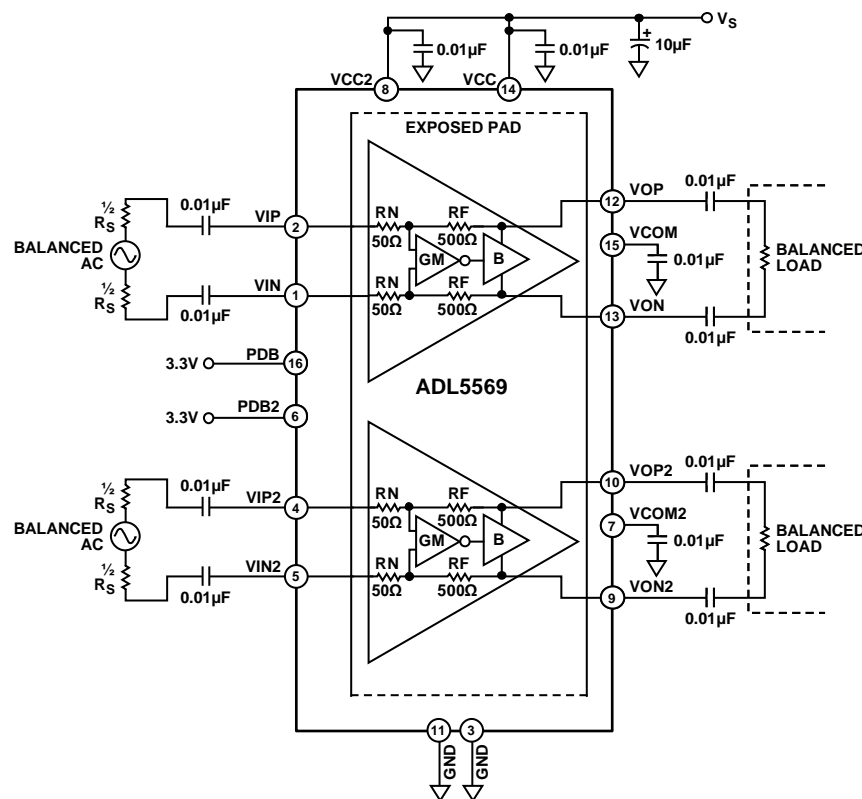 VS
0.01µF
0.01µF
10µF
+
VCC2
VCC
8
14
EXPOSED PAD
½
RS
0.01µF
VIP
2
RN
RF
50Ω
500Ω
12
VOP
0.01µF
BALANCED
AC
GM
B
15
VCOM
0.01µF
BALANCED
LOAD
½
RS
0.01µF
VIN
1
RN
RF
50Ω
500Ω
13
VON
0.01µF
3.3V
PDB
16
ADL5569
3.3V
PDB2
6
½
RS
0.01µF
VIP2
4
RN
RF
50Ω
500Ω
10
VOP2
0.01µF
BALANCED
AC
GM
B
7
VCOM2
0.01µF
BALANCED
LOAD
½
RS
0.01µF
VIN2
5
RN
RF
50Ω
500Ω
9
VON2
0.01µF
11
3
GND
GND